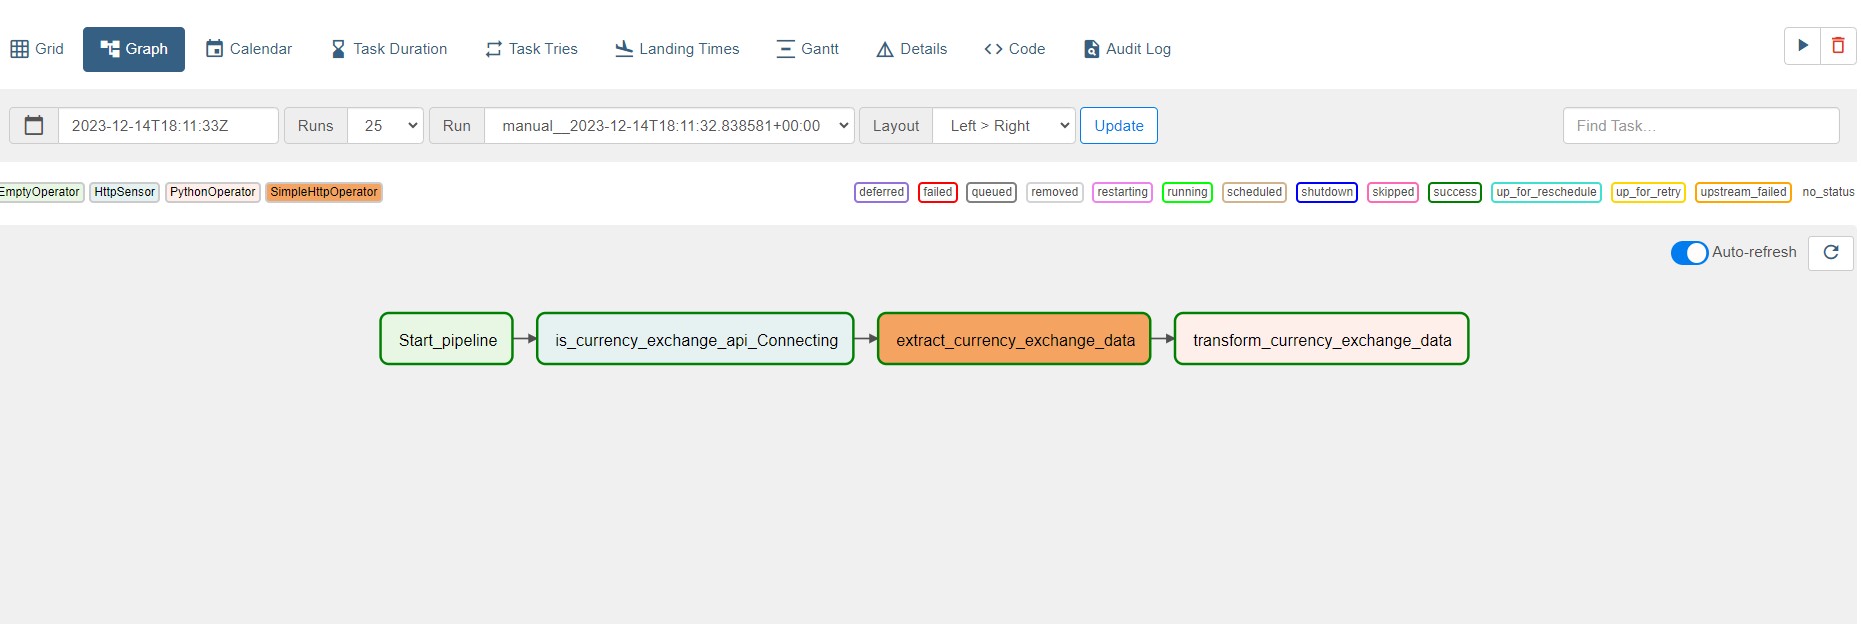 Grid Graph Calendar Task Duration Task Tries Landing Times Gantt Details Code Audit Log
2023-12-14T18:11:33Z Runs 25 Run manual__2023-12-14T18:11:32.838581+00:00 Layout Left > Right Update Find Task...
EmptyOperator HttpSensor PythonOperator SimpleHttpOperator deferred failed queued removed restarting running scheduled shutdown skipped success up_for_reschedule up_for_retry upstream_failed no_status
Auto-refresh
Start_pipeline is_currency_exchange_api_Connecting extract_currency_exchange_data transform_currency_exchange_data